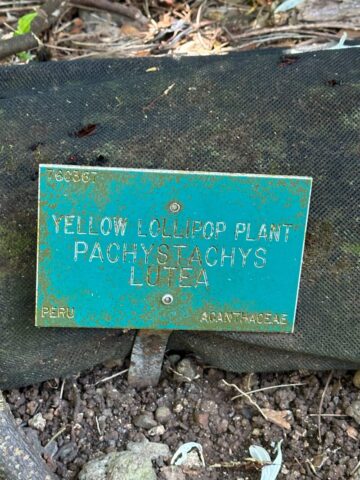 760367
YELLOW LOLLIPOP PLANT
PACHYSTACHYS
LUTEA
PERU
ACANTHACEAE